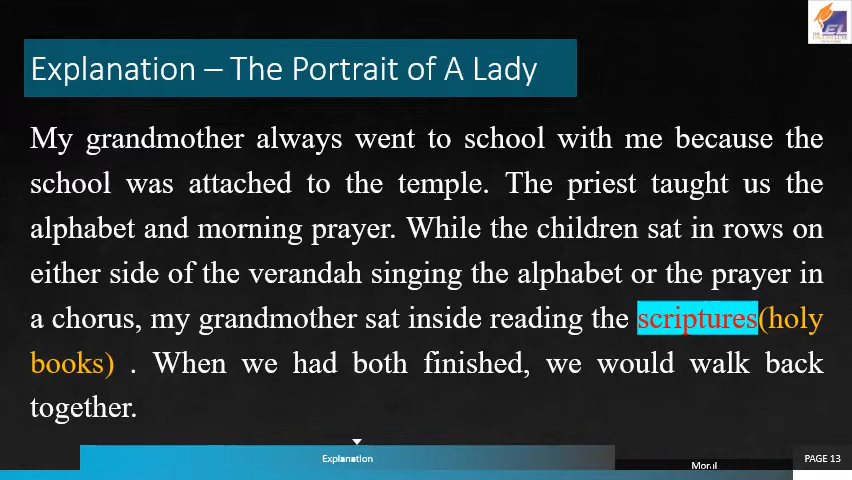 Explanation – The Portrait of A Lady
My grandmother always went to school with me because the
school was attached to the temple. The priest taught us the
alphabet and morning prayer. While the children sat in rows on
either side of the verandah singing the alphabet or the prayer in
a chorus, my grandmother sat inside reading the scriptures(holy
books) . When we had both finished, we would walk back
together.
Explanation
Moral
PAGE 13
EL